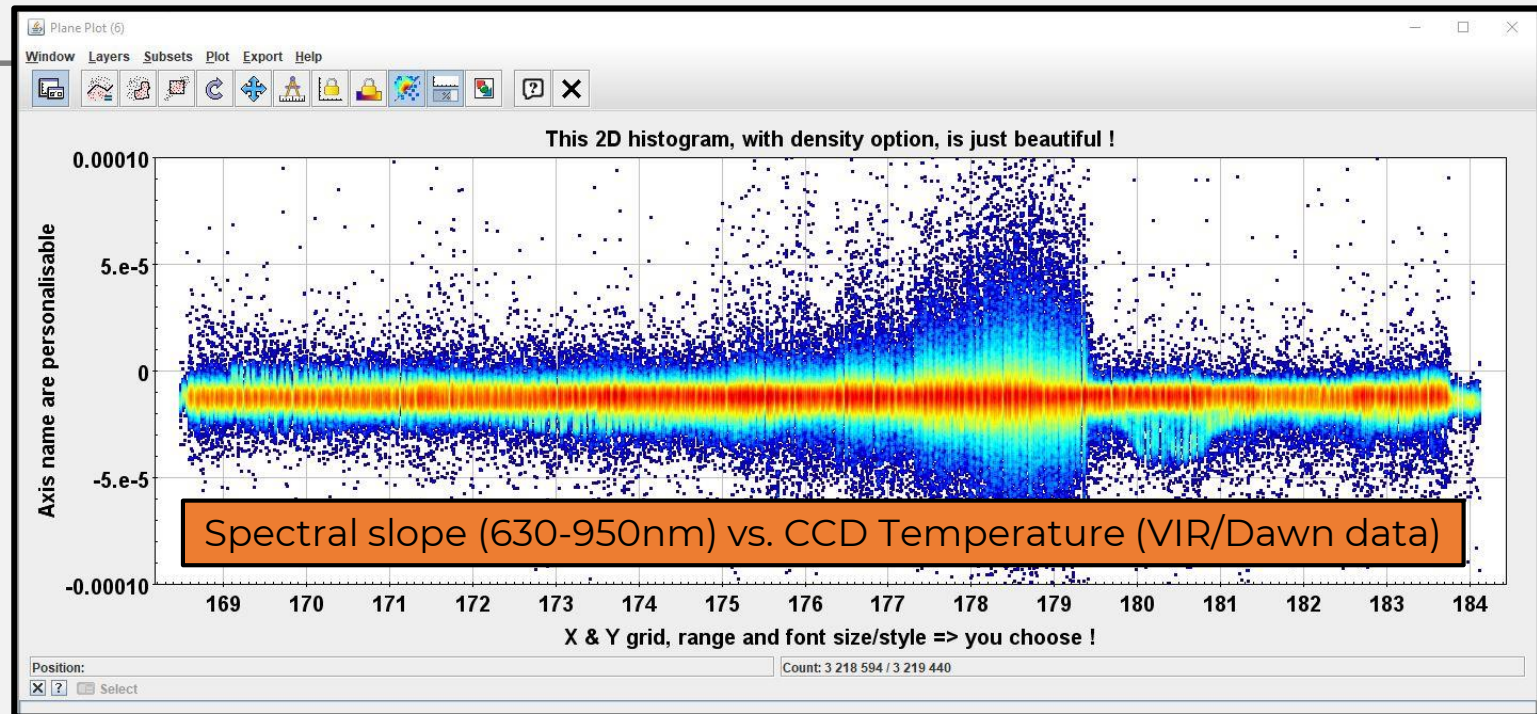 Plane Plot (6)
Window Layers Subsets Plot Export Help
This 2D histogram, with density option, is just beautiful !
Axis name are personalisable
0.00010
5.e-5
0
-5.e-5
-0.00010
Spectral slope (630-950nm) vs. CCD Temperature (VIR/Dawn data)
169 170 171 172 173 174 175 176 177 178 179 180 181 182 183 184
X & Y grid, range and font size/style => you choose !
Position: Count: 3 218 594 / 3 219 440
Select